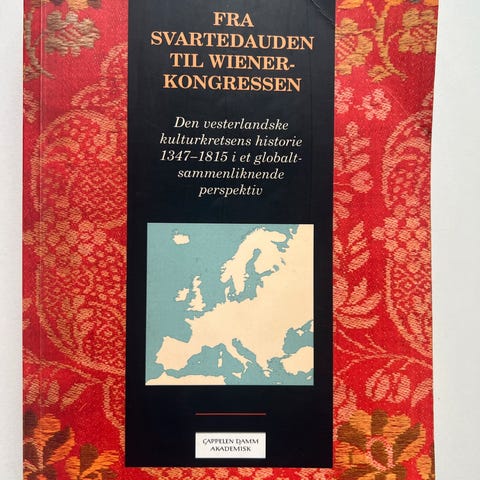 FRA
SVARTEDAUDEN
TIL WIENER-
KONGRESSEN
Den vesterlandske
kulturkretsens historie
1347–1815 i et globalt-
sammenliknende
perspektiv
CAPPELEN DAMM
AKADEMISK